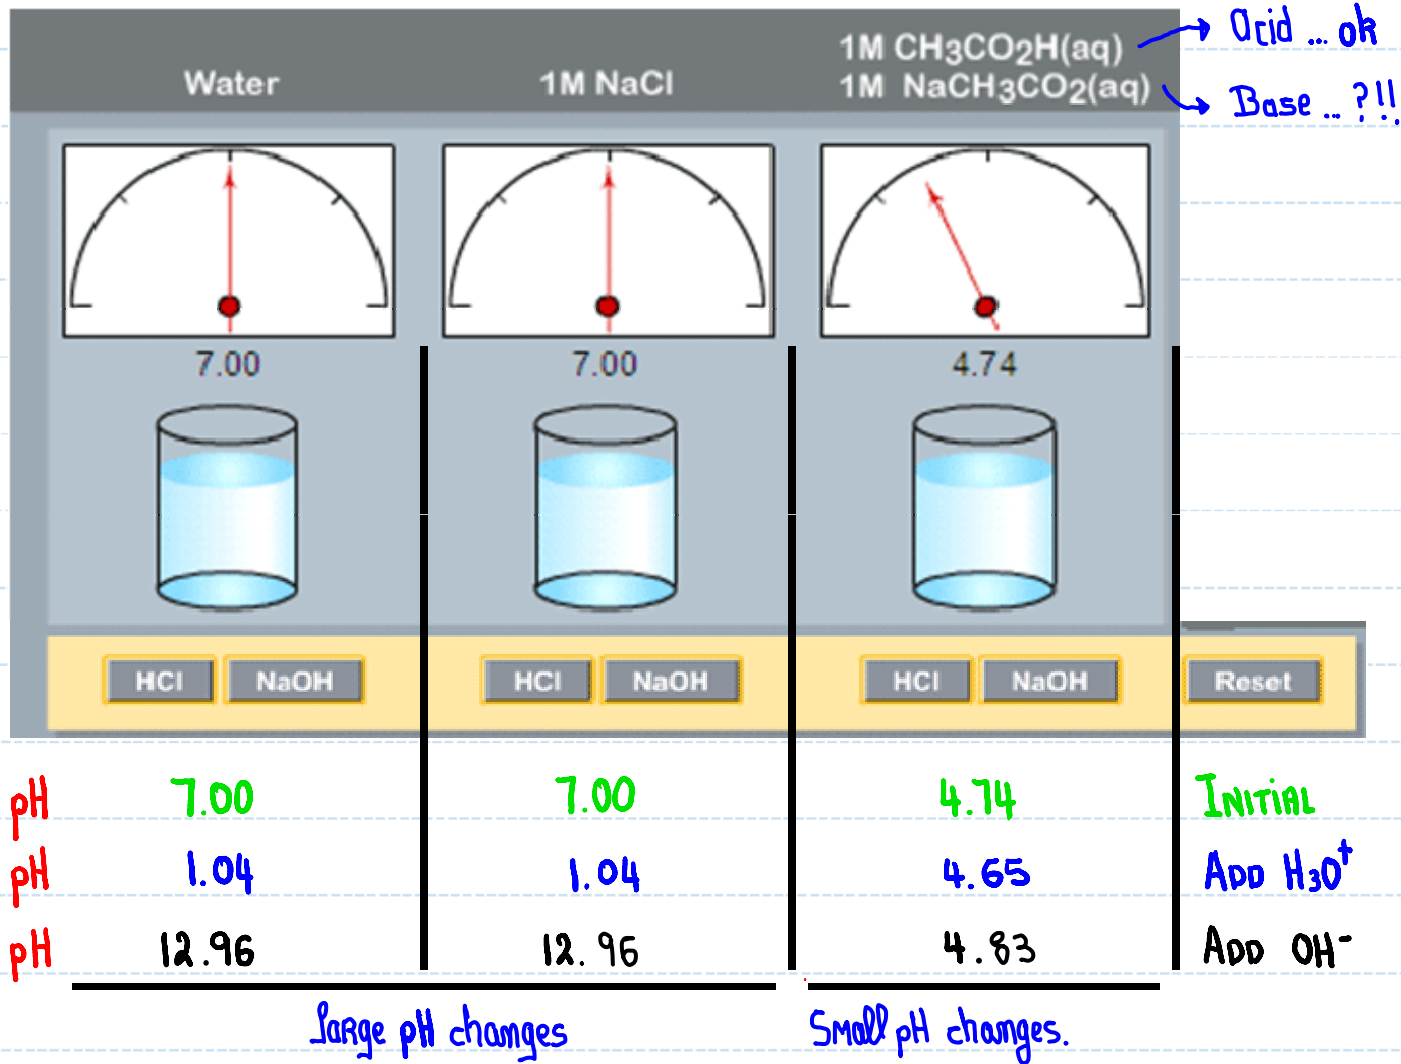 1M CH3CO2H(aq) → Acid ... ok
Water 1M NaCl 1M NaCH3CO2(aq) → Base ... ?!!
7.00 7.00 4.74
HCl NaOH HCl NaOH HCl NaOH Reset
pH 7.00 7.00 4.74 INITIAL
pH 1.04 1.04 4.65 ADD H3O+
pH 12.96 12.96 4.83 ADD OH-
Large pH changes Small pH changes.